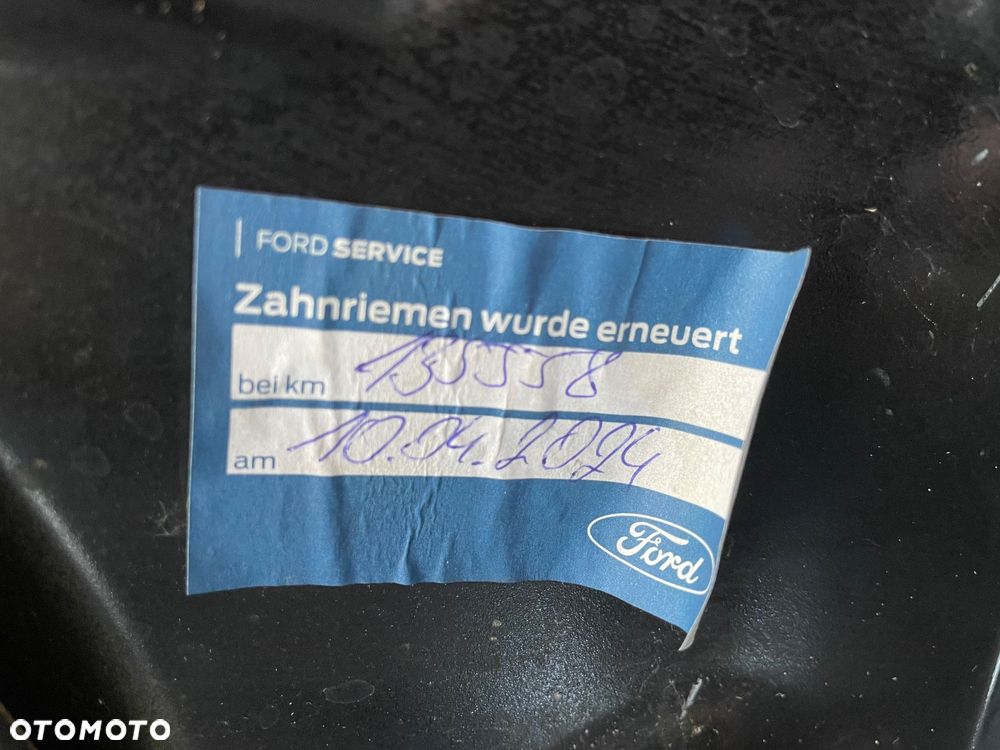 FORD SERVICE
Zahnriemen wurde erneuert
bei km 135558
am 10.04.2024
Ford
OTOMOTO